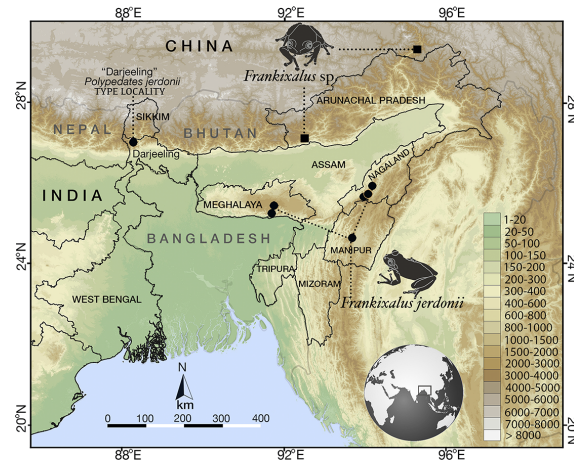 88°E
92°E
96°E
CHINA
Frankixalus sp
"Darjeeling"
Polypedates jerdonii
TYPE LOCALITY
28°N
28°N
SIKKIM
ARUNACHAL PRADESH
NEPAL
BHUTAN
Darjeeling
ASSAM
NAGALAND
INDIA
MEGHALAYA
BANGLADESH
MANIPUR
24°N
24°N
TRIPURA
MIZORAM
WEST BENGAL
Frankixalus jerdonii
1-20
20-50
50-100
100-150
150-200
200-300
300-400
400-600
600-800
800-1000
1000-1500
1500-2000
2000-3000
3000-4000
4000-5000
5000-6000
6000-7000
7000-8000
> 8000
N
km
0 100 200 300 400
20°N
20°N
88°E
92°E
96°E